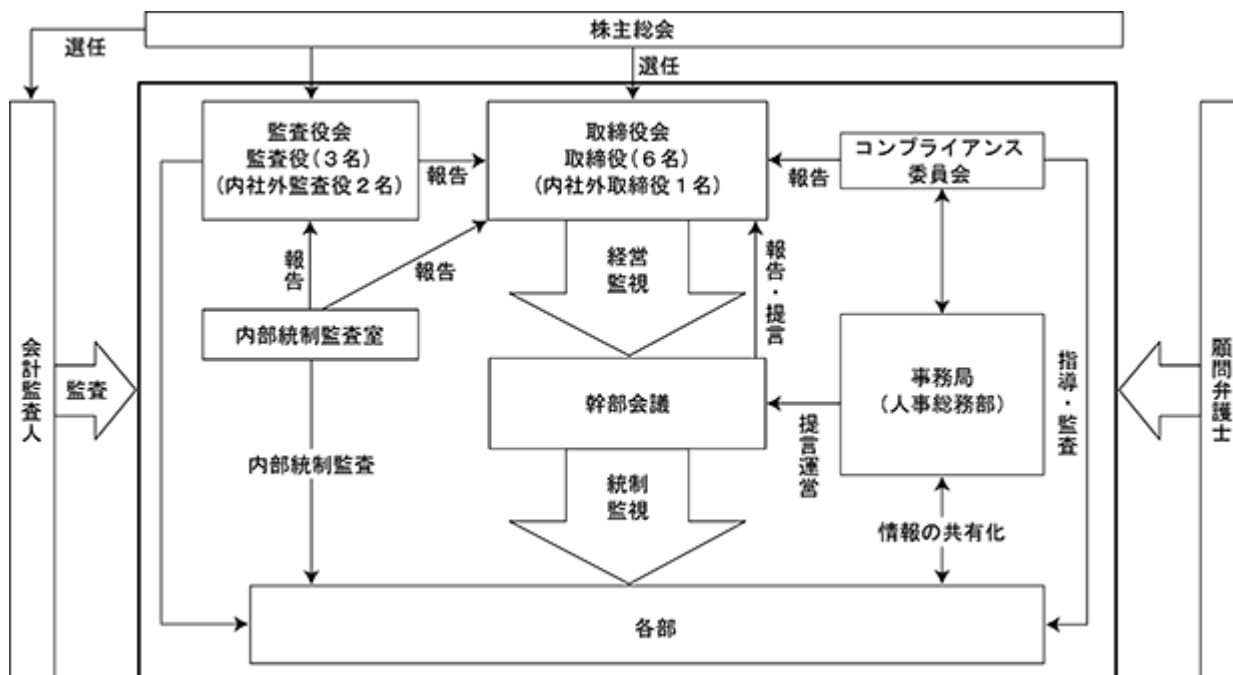 株主総会
選任
選任
監査役会
監査役(3名)
(内社外監査役2名)
報告
取締役会
取締役(6名)
(内社外取締役1名)
報告
コンプライアンス
委員会
報告
報告
経営
監視
報告・提言
内部統制監査室
会計監査人
監査
幹部会議
事務局
(人事総務部)
指導・監査
顧問弁護士
提言運営
内部統制監査
統制
監視
情報の共有化
各部